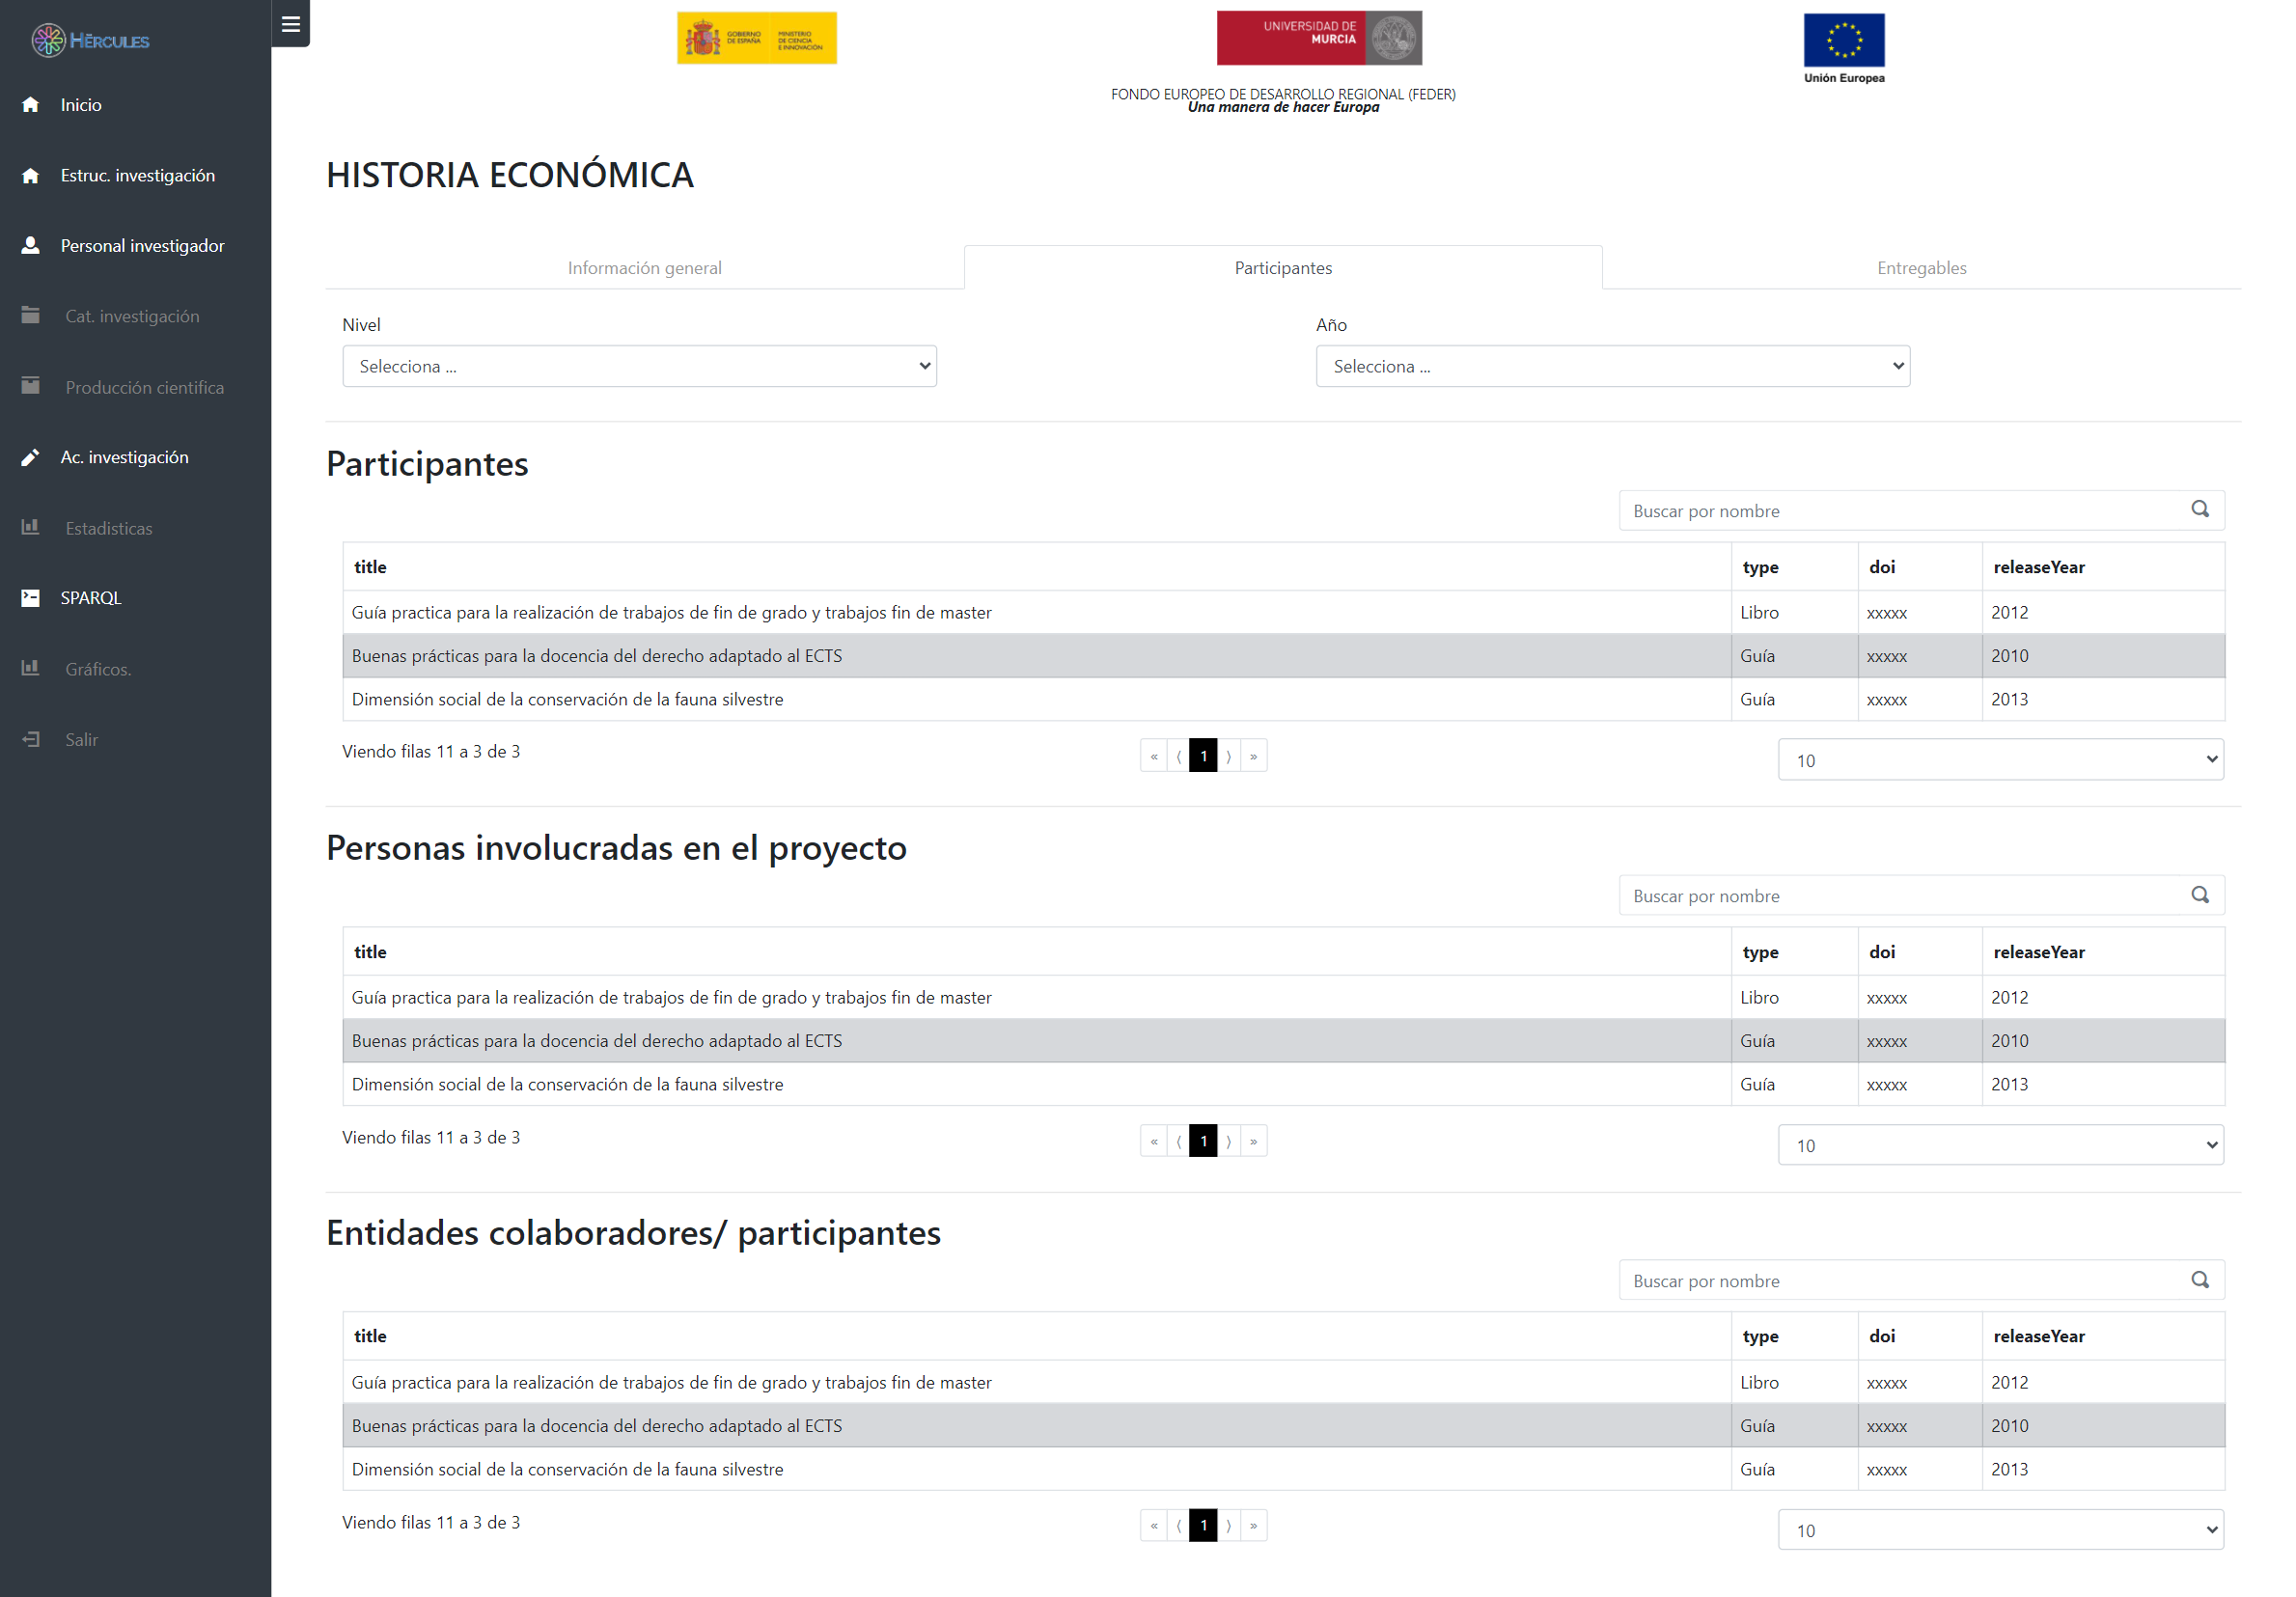 HĒRCULES
Inicio
Estruc. investigación
Personal investigador
Cat. investigación
Producción cientifica
Ac. investigación
Estadisticas
SPARQL
Gráficos.
Salir
GOBIERNO DE ESPAÑA
MINISTERIO DE CIENCIA E INNOVACIÓN
UNIVERSIDAD DE
MURCIA
Unión Europea
FONDO EUROPEO DE DESARROLLO REGIONAL (FEDER)
Una manera de hacer Europa
HISTORIA ECONÓMICA
Información general Participantes Entregables
Nivel Año
Selecciona ... Selecciona ...
Participantes
Buscar por nombre
title type doi releaseYear
Guía practica para la realización de trabajos de fin de grado y trabajos fin de master Libro xxxxx 2012
Buenas prácticas para la docencia del derecho adaptado al ECTS Guía xxxxx 2010
Dimensión social de la conservación de la fauna silvestre Guía xxxxx 2013
Viendo filas 11 a 3 de 3 « ⟨ 1 ⟩ » 10
Personas involucradas en el proyecto
Buscar por nombre
title type doi releaseYear
Guía practica para la realización de trabajos de fin de grado y trabajos fin de master Libro xxxxx 2012
Buenas prácticas para la docencia del derecho adaptado al ECTS Guía xxxxx 2010
Dimensión social de la conservación de la fauna silvestre Guía xxxxx 2013
Viendo filas 11 a 3 de 3 « ⟨ 1 ⟩ » 10
Entidades colaboradores/ participantes
Buscar por nombre
title type doi releaseYear
Guía practica para la realización de trabajos de fin de grado y trabajos fin de master Libro xxxxx 2012
Buenas prácticas para la docencia del derecho adaptado al ECTS Guía xxxxx 2010
Dimensión social de la conservación de la fauna silvestre Guía xxxxx 2013
Viendo filas 11 a 3 de 3 « ⟨ 1 ⟩ » 10